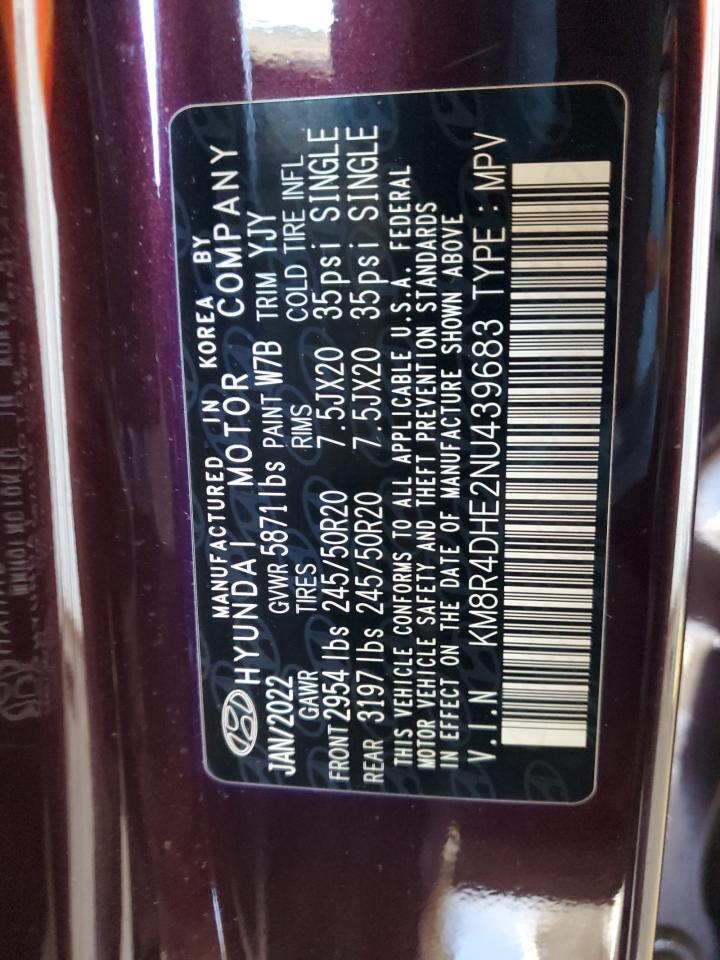 MANUFACTURED IN KOREA BY
HYUNDAI MOTOR COMPANY
JAN/2022 GVWR 5871 lbs PAINT W7B TRIM YJY
GAWR TIRES RIMS COLD TIRE INFL
FRONT 2954 lbs 245/50R20 7.5JX20 35psi SINGLE
REAR 3197 lbs 245/50R20 7.5JX20 35psi SINGLE
THIS VEHICLE CONFORMS TO ALL APPLICABLE U.S.A. FEDERAL
MOTOR VEHICLE SAFETY AND THEFT PREVENTION STANDARDS
IN EFFECT ON THE DATE OF MANUFACTURE SHOWN ABOVE
V.I.N KM8R4DHE2NU439683 TYPE : MPV